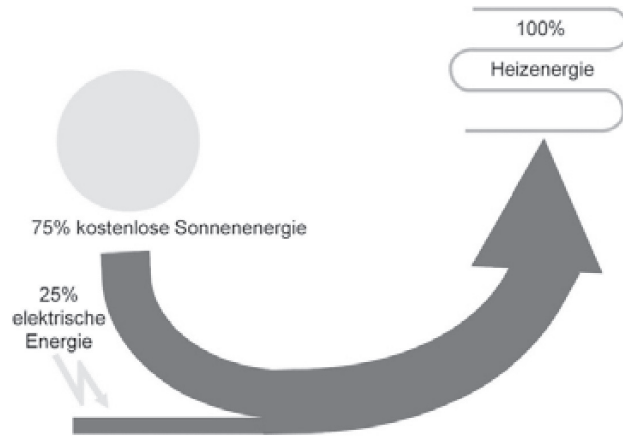 100%
Heizenergie
75% kostenlose Sonnenenergie
25%
elektrische
Energie